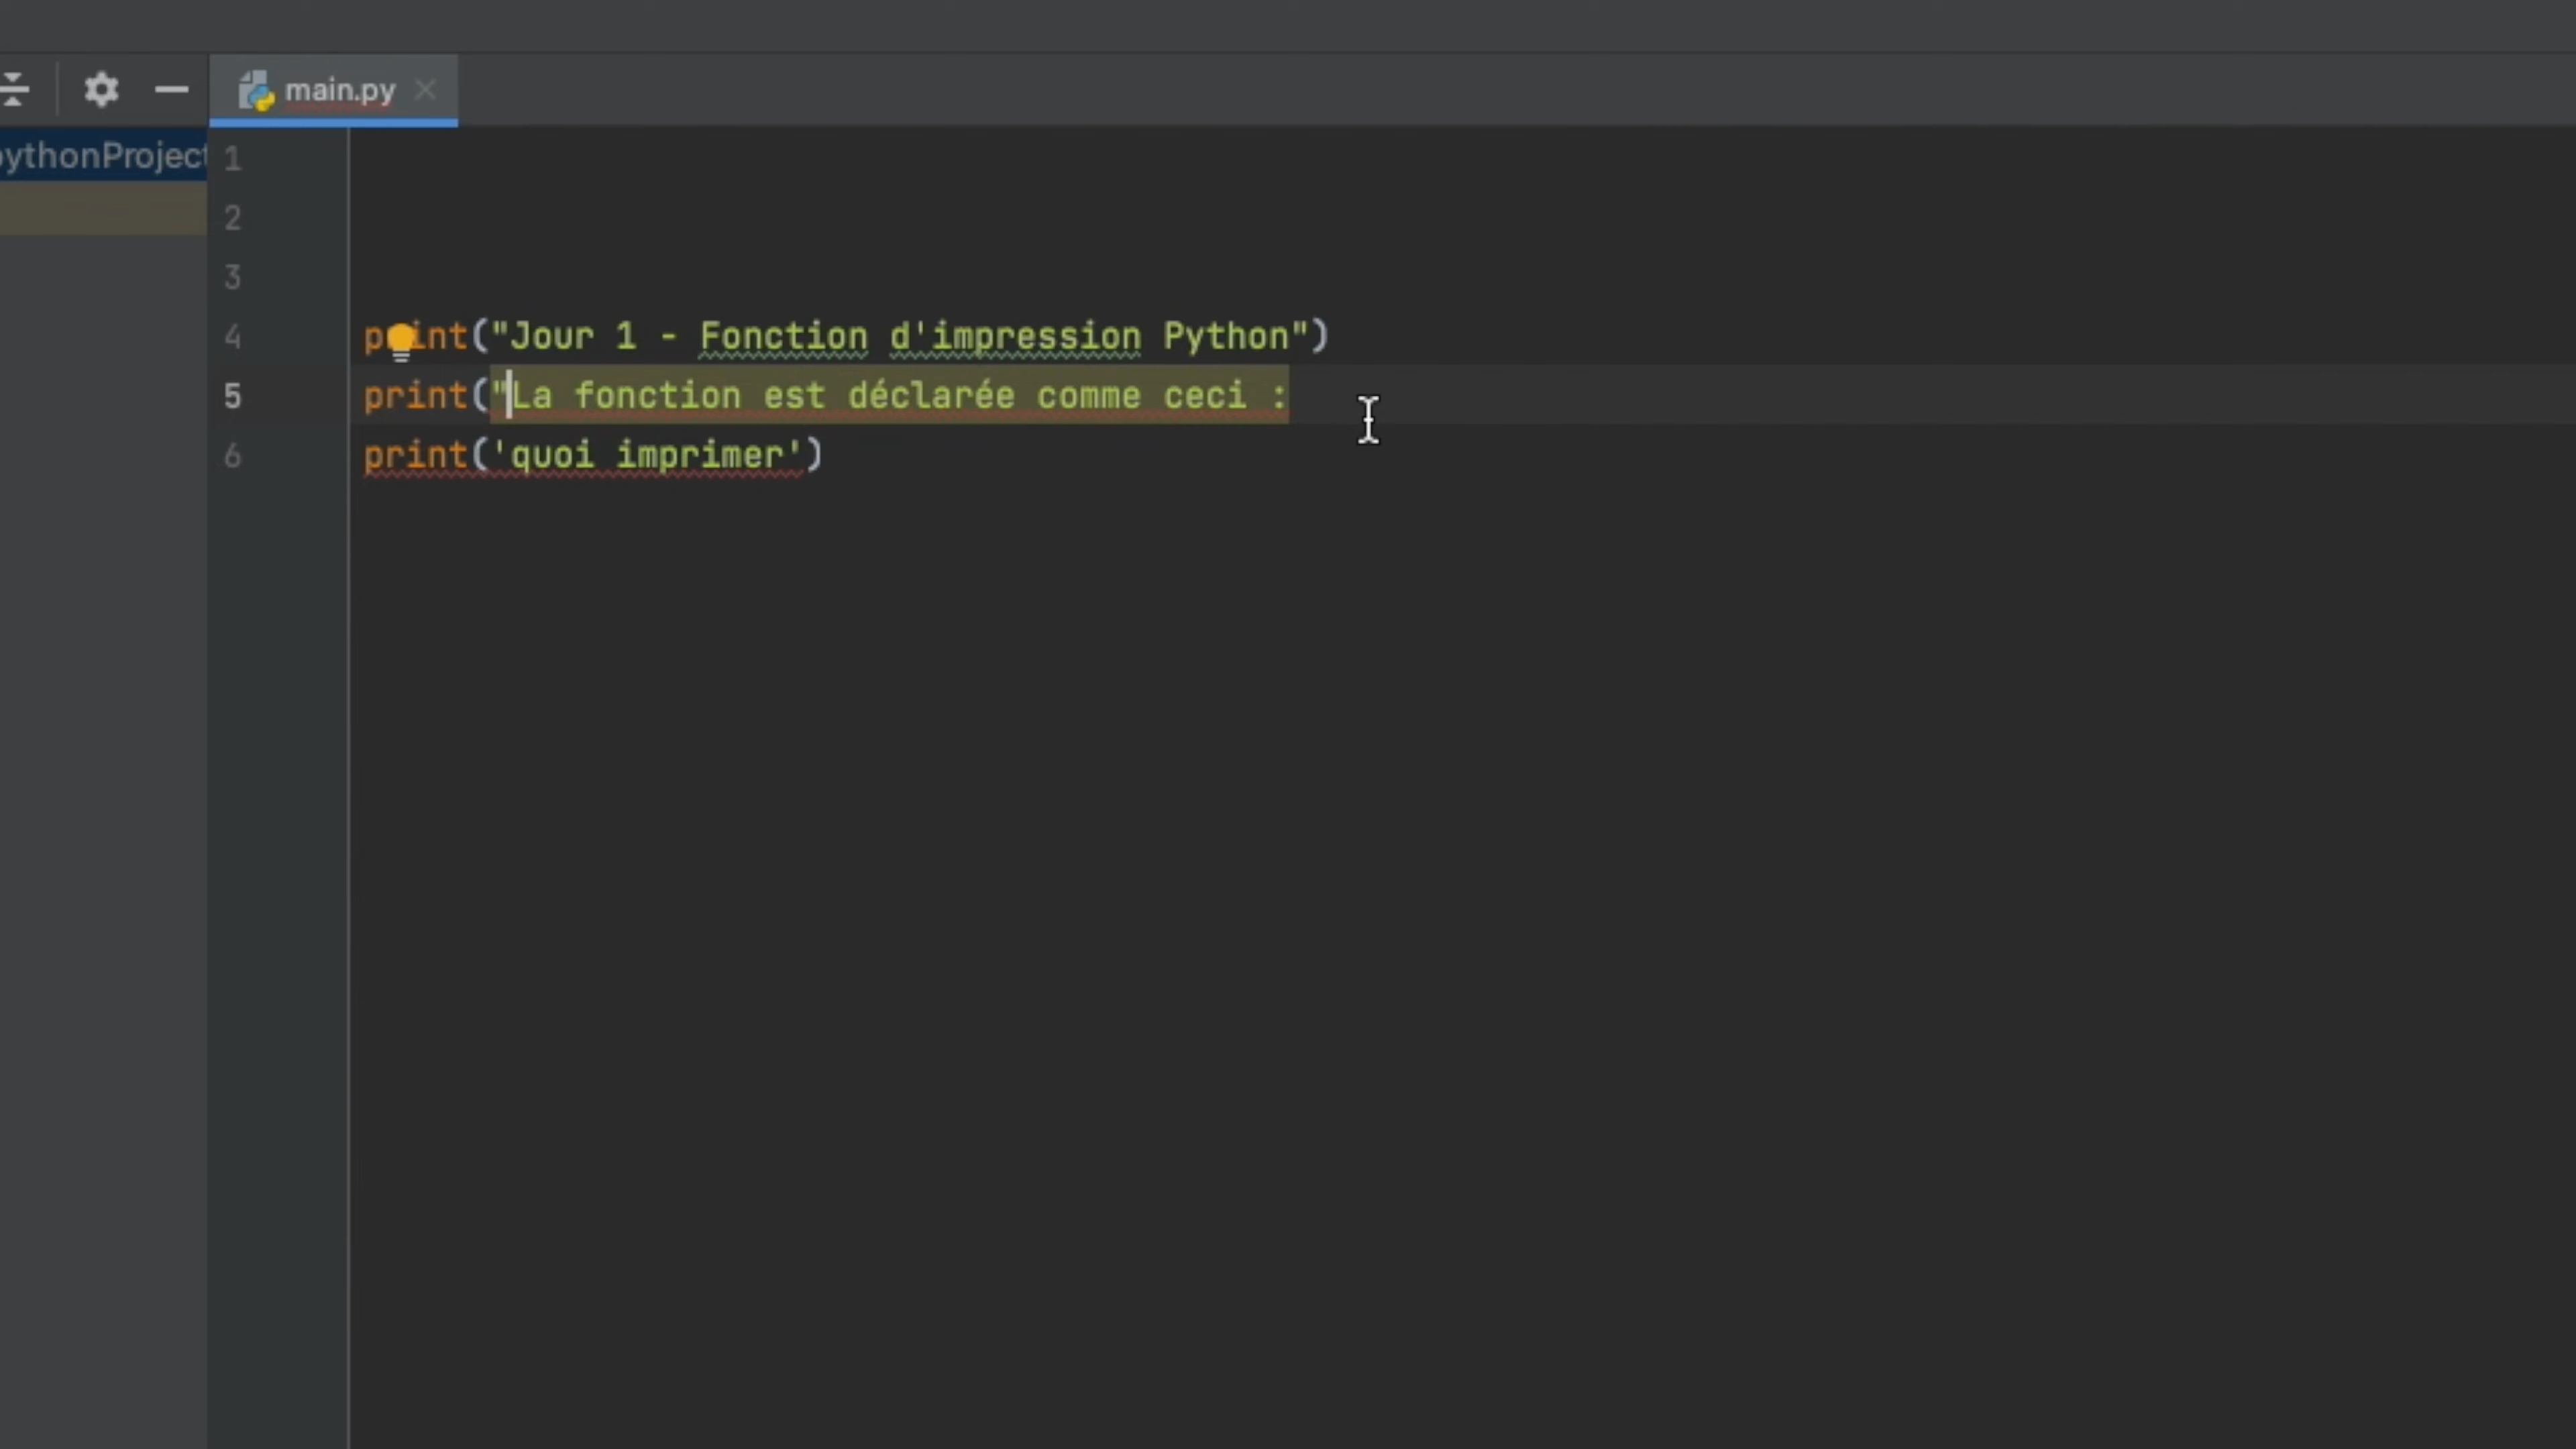 main.py
pythonProject
1
2
3
4 print("Jour 1 - Fonction d'impression Python")
5 print("La fonction est déclarée comme ceci :
6 print('quoi imprimer')